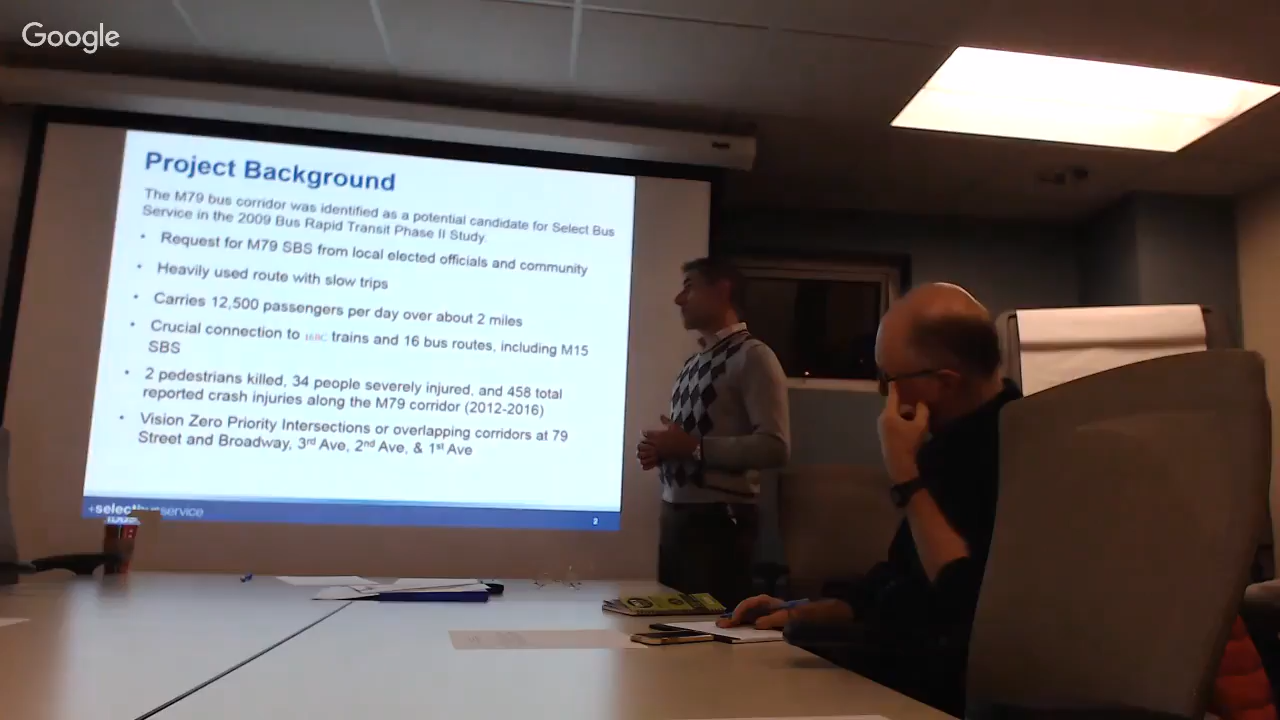 Google
Project Background
The M79 bus corridor was identified as a potential candidate for Select Bus
Service in the 2009 Bus Rapid Transit Phase II Study.
• Request for M79 SBS from local elected officials and community
• Heavily used route with slow trips
• Carries 12,500 passengers per day over about 2 miles
• Crucial connection to trains and 16 bus routes, including M15
SBS
• 2 pedestrians killed, 34 people severely injured, and 458 total
reported crash injuries along the M79 corridor (2012-2016)
• Vision Zero Priority Intersections or overlapping corridors at 79
Street and Broadway, 3rd Ave, 2nd Ave, & 1st Ave
+select service
2